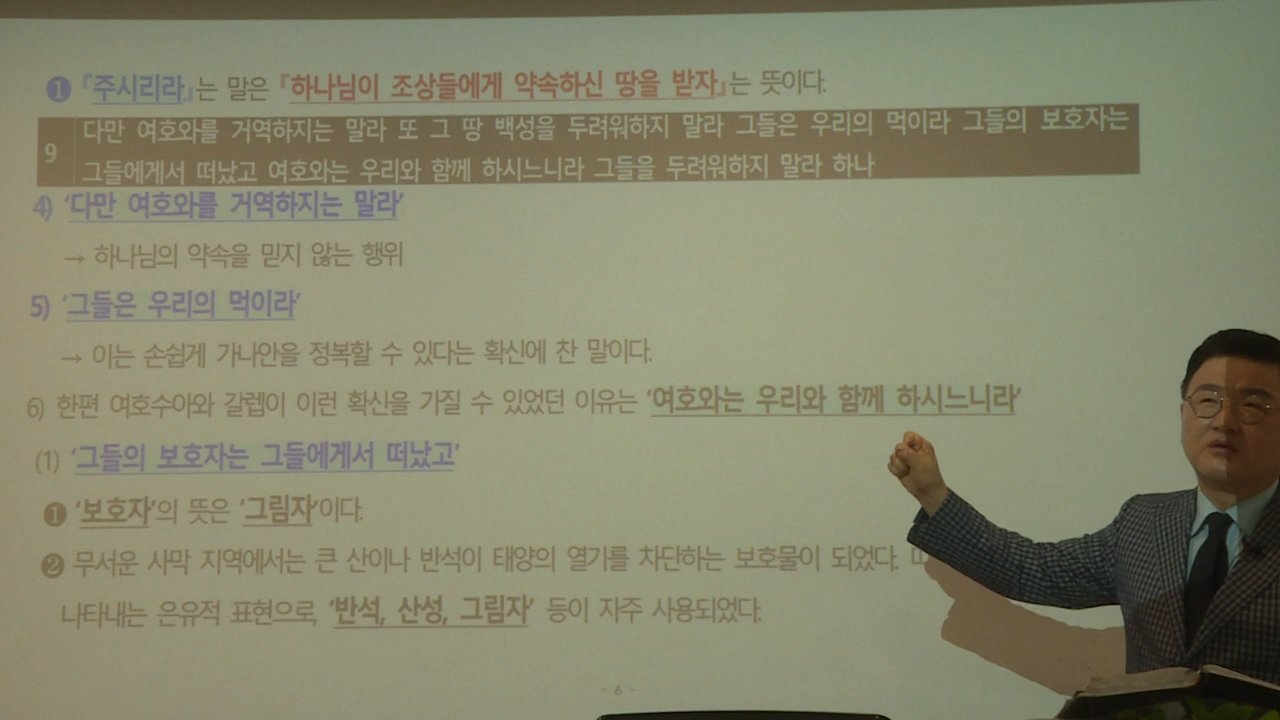 ❶ 『주시리라』는 말은 『하나님이 조상들에게 약속하신 땅을 받자』는 뜻이다.
9 다만 여호와를 거역하지는 말라 또 그 땅 백성을 두려워하지 말라 그들은 우리의 먹이라 그들의 보호자는
그들에게서 떠났고 여호와는 우리와 함께 하시느니라 그들을 두려워하지 말라 하나
4) ‘다만 여호와를 거역하지는 말라’
→ 하나님의 약속을 믿지 않는 행위
5) ‘그들은 우리의 먹이라’
→ 이는 손쉽게 가나안을 정복할 수 있다는 확신에 찬 말이다.
6) 한편 여호수아와 갈렙이 이런 확신을 가질 수 있었던 이유는 ‘여호와는 우리와 함께 하시느니라’
(1) ‘그들의 보호자는 그들에게서 떠났고’
❶ ‘보호자’의 뜻은 ‘그림자’이다.
❷ 무서운 사막 지역에서는 큰 산이나 반석이 태양의 열기를 차단하는 보호물이 되었다.
나타내는 은유적 표현으로, ‘반석, 산성, 그림자’ 등이 자주 사용되었다.
- 6 -